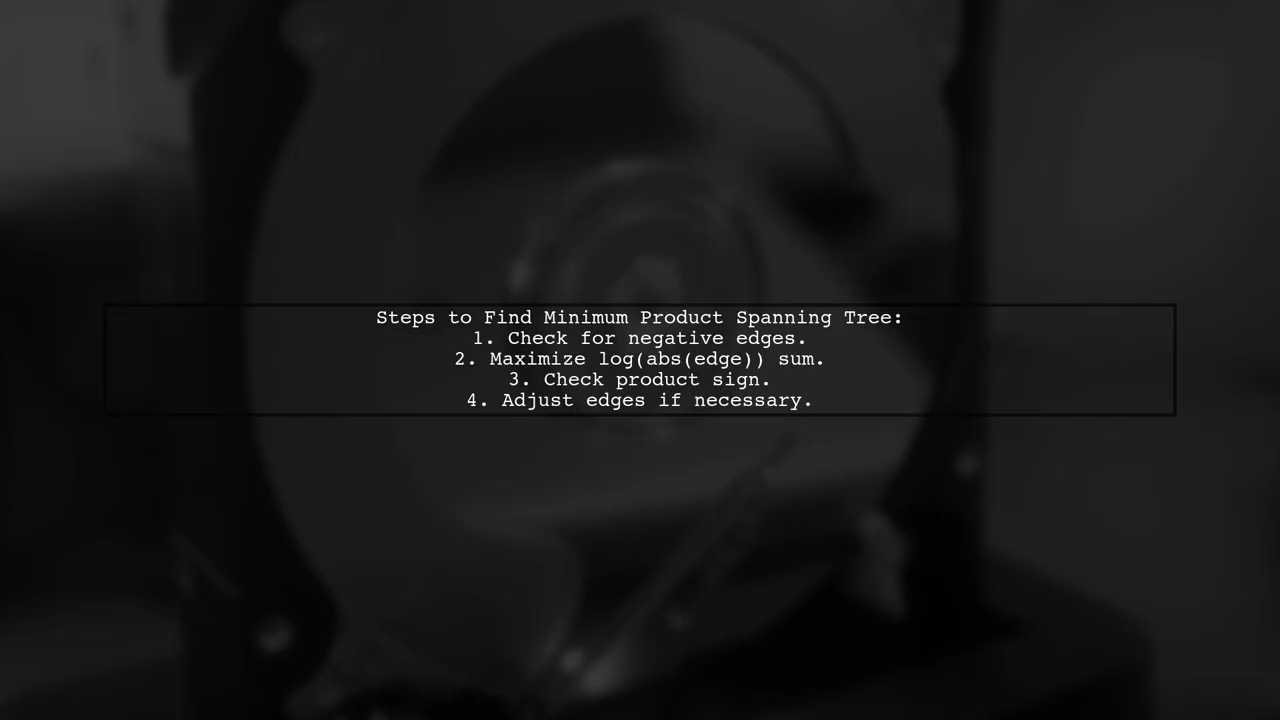 Steps to Find Minimum Product Spanning Tree:
1. Check for negative edges.
2. Maximize log(abs(edge)) sum.
3. Check product sign.
4. Adjust edges if necessary.